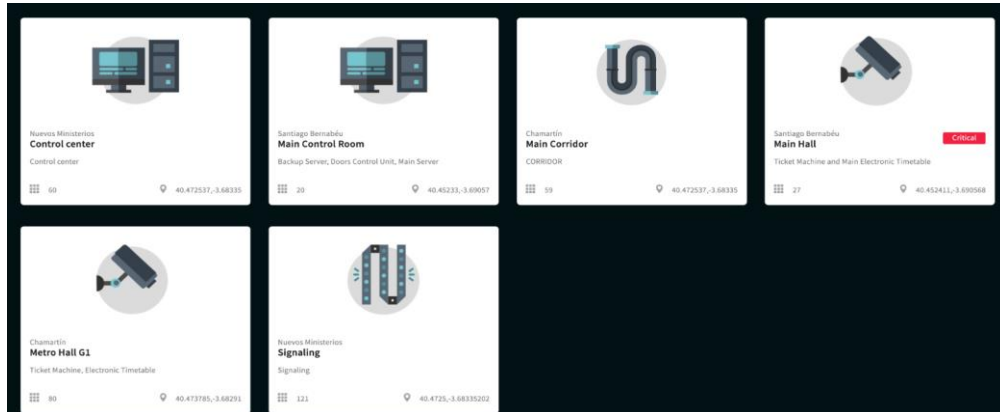 Nuevos Ministerios
Control center
Control center
60 40.472537,-3.68335
Santiago Bernabéu
Main Control Room
Backup Server, Doors Control Unit, Main Server
20 40.45233,-3.69057
Chamartín
Main Corridor
CORRIDOR
59 40.472537,-3.68335
Santiago Bernabéu
Critical
Main Hall
Ticket Machine and Main Electronic Timetable
27 40.452411,-3.690568
Chamartín
Metro Hall G1
Ticket Machine, Electronic Timetable
80 40.473785,-3.68291
Nuevos Ministerios
Signaling
Signaling
121 40.4725,-3.68335202